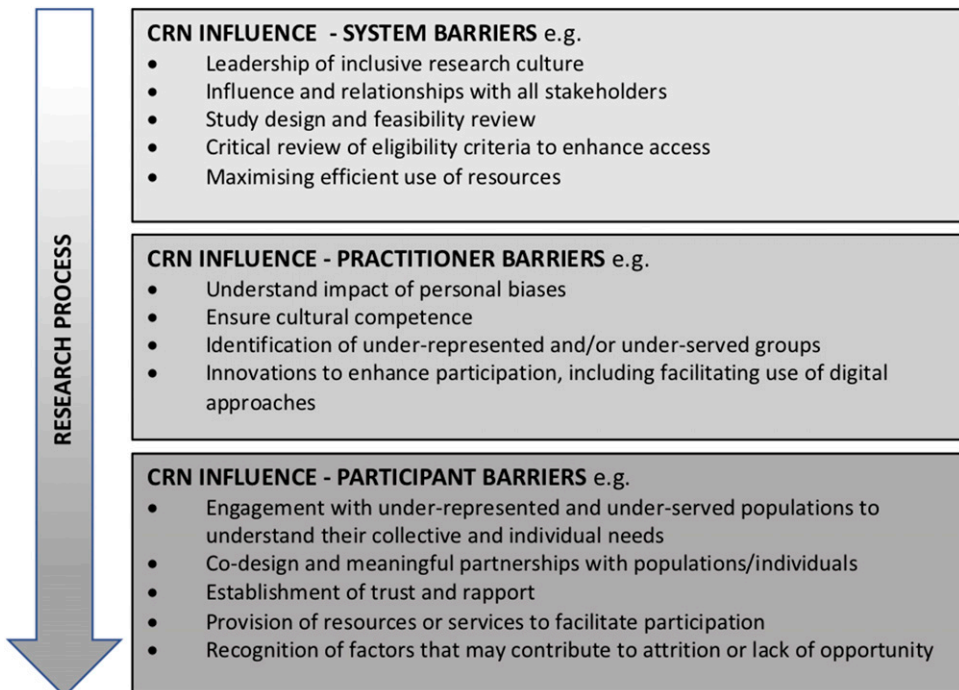 RESEARCH PROCESS
CRN INFLUENCE - SYSTEM BARRIERS e.g.
• Leadership of inclusive research culture
• Influence and relationships with all stakeholders
• Study design and feasibility review
• Critical review of eligibility criteria to enhance access
• Maximising efficient use of resources
CRN INFLUENCE - PRACTITIONER BARRIERS e.g.
• Understand impact of personal biases
• Ensure cultural competence
• Identification of under-represented and/or under-served groups
• Innovations to enhance participation, including facilitating use of digital
approaches
CRN INFLUENCE - PARTICIPANT BARRIERS e.g.
• Engagement with under-represented and under-served populations to
understand their collective and individual needs
• Co-design and meaningful partnerships with populations/individuals
• Establishment of trust and rapport
• Provision of resources or services to facilitate participation
• Recognition of factors that may contribute to attrition or lack of opportunity